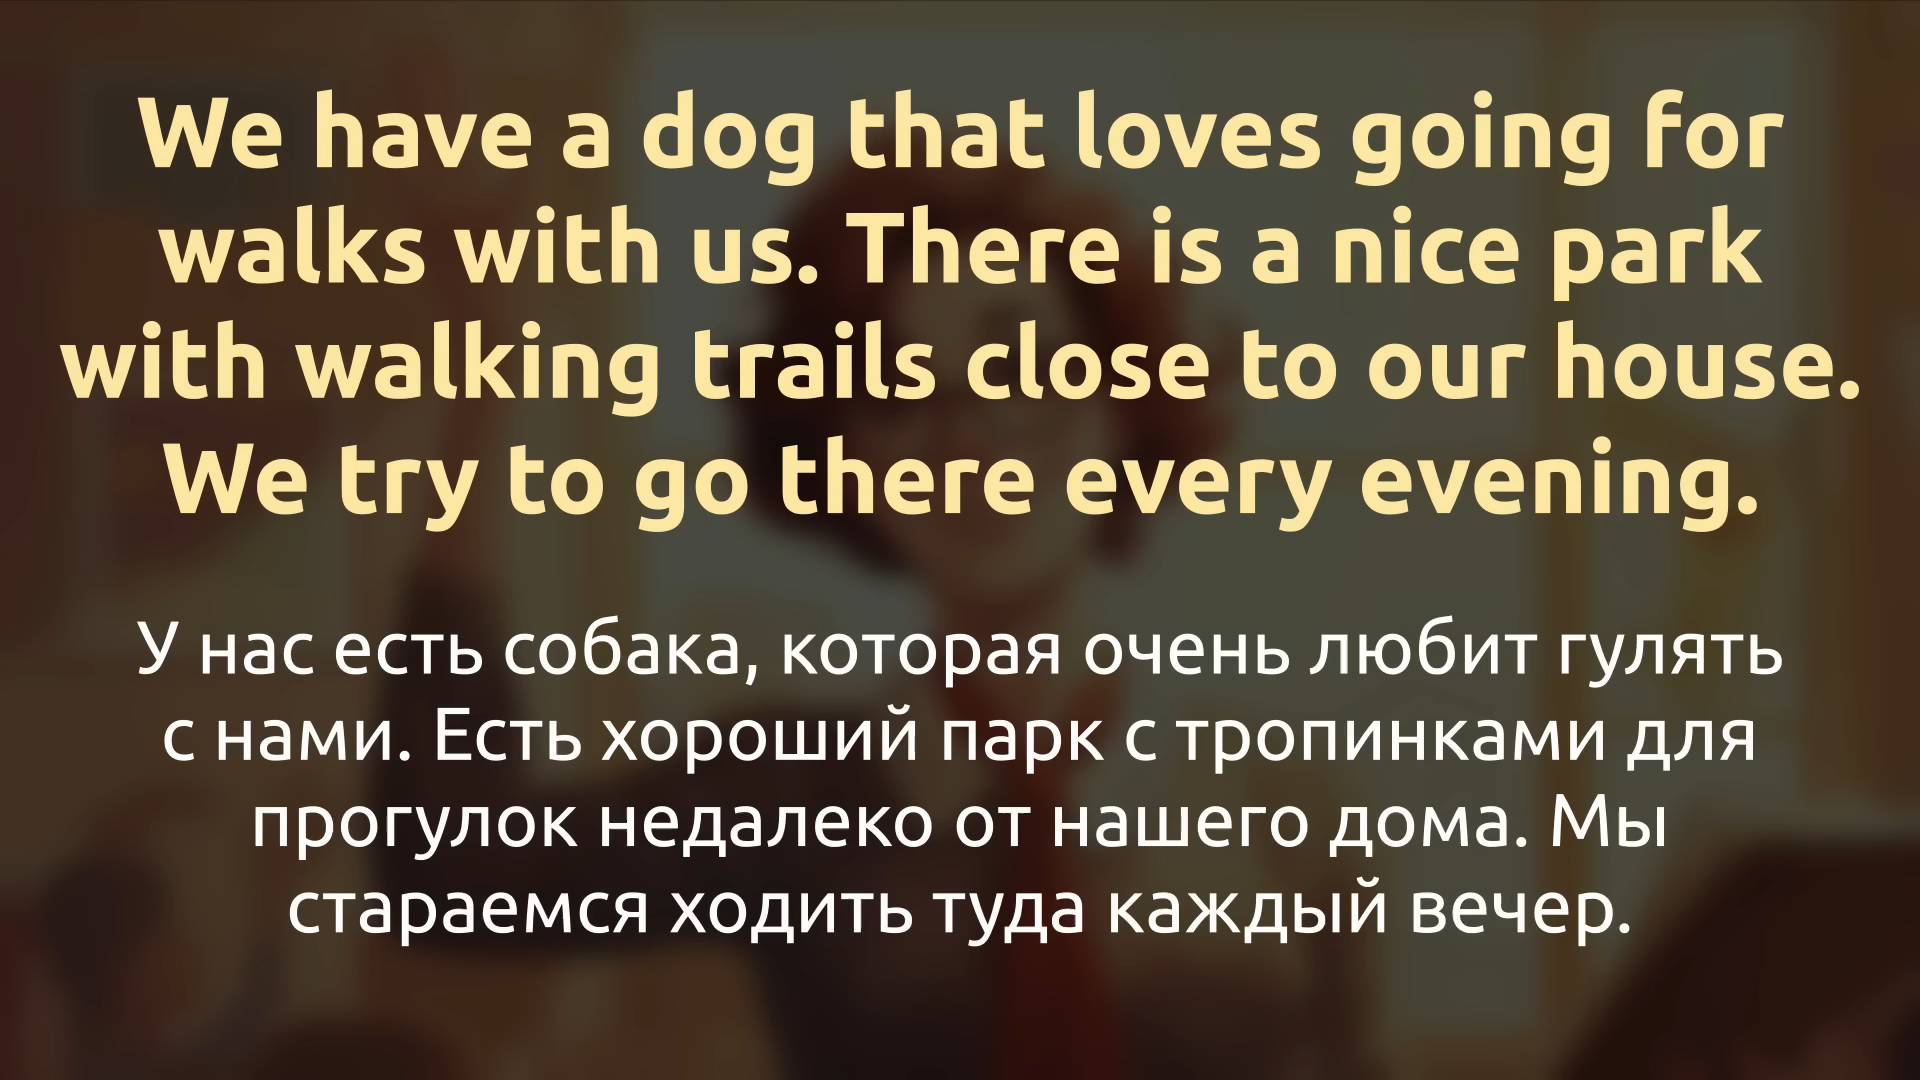 We have a dog that loves going for
walks with us. There is a nice park
with walking trails close to our house.
We try to go there every evening.
У нас есть собака, которая очень любит гулять
с нами. Есть хороший парк с тропинками для
прогулок недалеко от нашего дома. Мы
стараемся ходить туда каждый вечер.